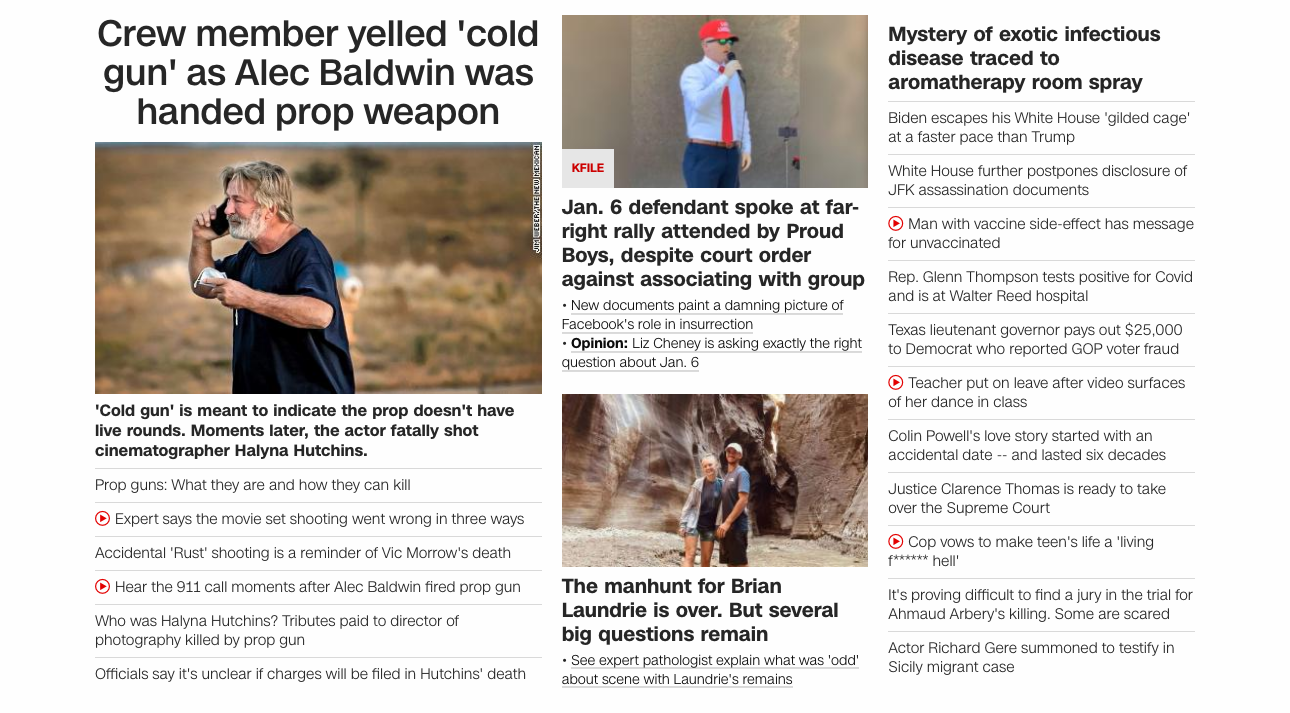 Crew member yelled 'cold
gun' as Alec Baldwin was
handed prop weapon
JIM WEBER/THE NEW MEXICAN
'Cold gun' is meant to indicate the prop doesn't have
live rounds. Moments later, the actor fatally shot
cinematographer Halyna Hutchins.
Prop guns: What they are and how they can kill
Expert says the movie set shooting went wrong in three ways
Accidental 'Rust' shooting is a reminder of Vic Morrow's death
Hear the 911 call moments after Alec Baldwin fired prop gun
Who was Halyna Hutchins? Tributes paid to director of
photography killed by prop gun
Officials say it's unclear if charges will be filed in Hutchins' death
KFILE
Jan. 6 defendant spoke at far-
right rally attended by Proud
Boys, despite court order
against associating with group
• New documents paint a damning picture of
Facebook's role in insurrection
• Opinion: Liz Cheney is asking exactly the right
question about Jan. 6
The manhunt for Brian
Laundrie is over. But several
big questions remain
• See expert pathologist explain what was 'odd'
about scene with Laundrie's remains
Mystery of exotic infectious
disease traced to
aromatherapy room spray
Biden escapes his White House 'gilded cage'
at a faster pace than Trump
White House further postpones disclosure of
JFK assassination documents
Man with vaccine side-effect has message
for unvaccinated
Rep. Glenn Thompson tests positive for Covid
and is at Walter Reed hospital
Texas lieutenant governor pays out $25,000
to Democrat who reported GOP voter fraud
Teacher put on leave after video surfaces
of her dance in class
Colin Powell's love story started with an
accidental date -- and lasted six decades
Justice Clarence Thomas is ready to take
over the Supreme Court
Cop vows to make teen's life a 'living
f****** hell'
It's proving difficult to find a jury in the trial for
Ahmaud Arbery's killing. Some are scared
Actor Richard Gere summoned to testify in
Sicily migrant case